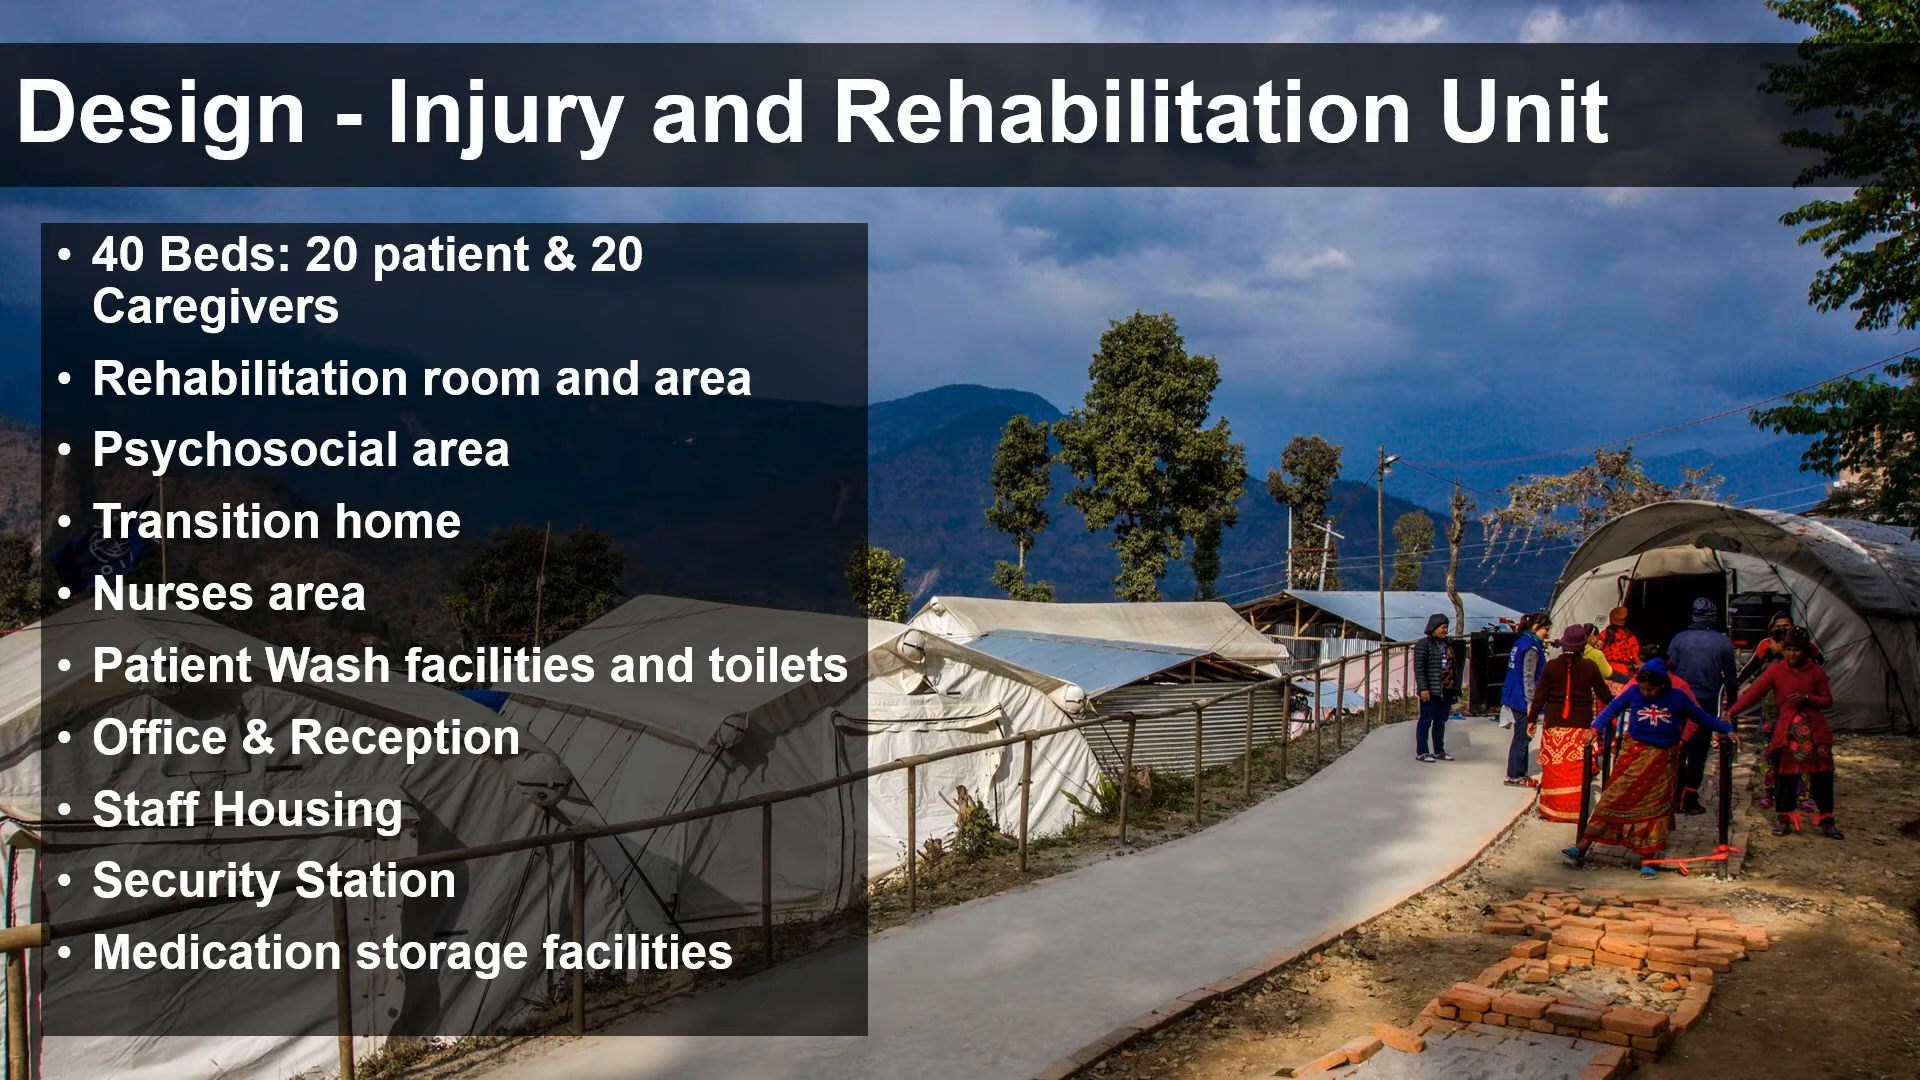 Design - Injury and Rehabilitation Unit
• 40 Beds: 20 patient & 20
Caregivers
• Rehabilitation room and area
• Psychosocial area
• Transition home
• Nurses area
• Patient Wash facilities and toilets
• Office & Reception
• Staff Housing
• Security Station
• Medication storage facilities